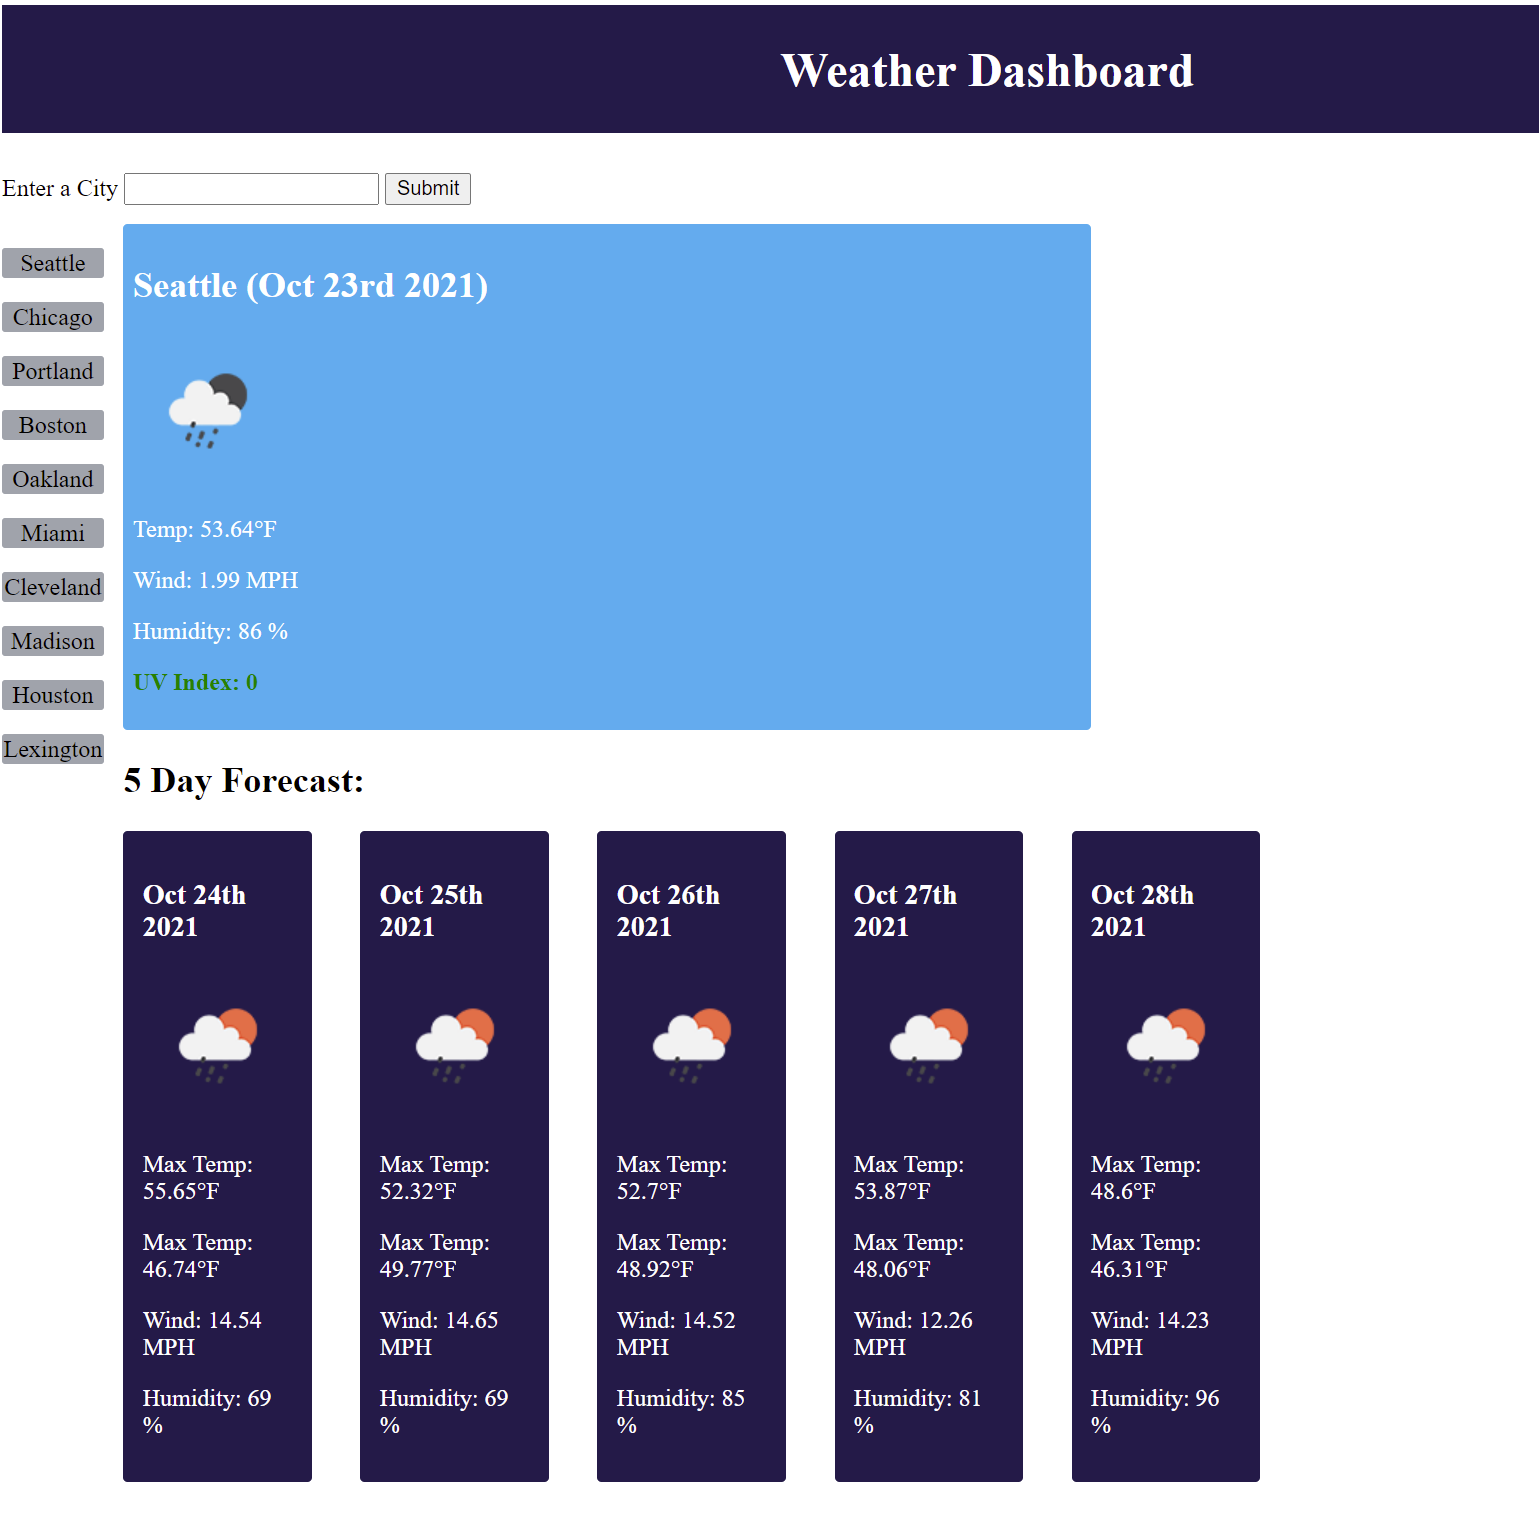 Weather Dashboard
Enter a City
Submit
Seattle
Chicago
Portland
Boston
Oakland
Miami
Cleveland
Madison
Houston
Lexington
Seattle (Oct 23rd 2021)
Temp: 53.64°F
Wind: 1.99 MPH
Humidity: 86 %
UV Index: 0
5 Day Forecast:
Oct 24th
2021
Max Temp:
55.65°F
Max Temp:
46.74°F
Wind: 14.54
MPH
Humidity: 69
%
Oct 25th
2021
Max Temp:
52.32°F
Max Temp:
49.77°F
Wind: 14.65
MPH
Humidity: 69
%
Oct 26th
2021
Max Temp:
52.7°F
Max Temp:
48.92°F
Wind: 14.52
MPH
Humidity: 85
%
Oct 27th
2021
Max Temp:
53.87°F
Max Temp:
48.06°F
Wind: 12.26
MPH
Humidity: 81
%
Oct 28th
2021
Max Temp:
48.6°F
Max Temp:
46.31°F
Wind: 14.23
MPH
Humidity: 96
%